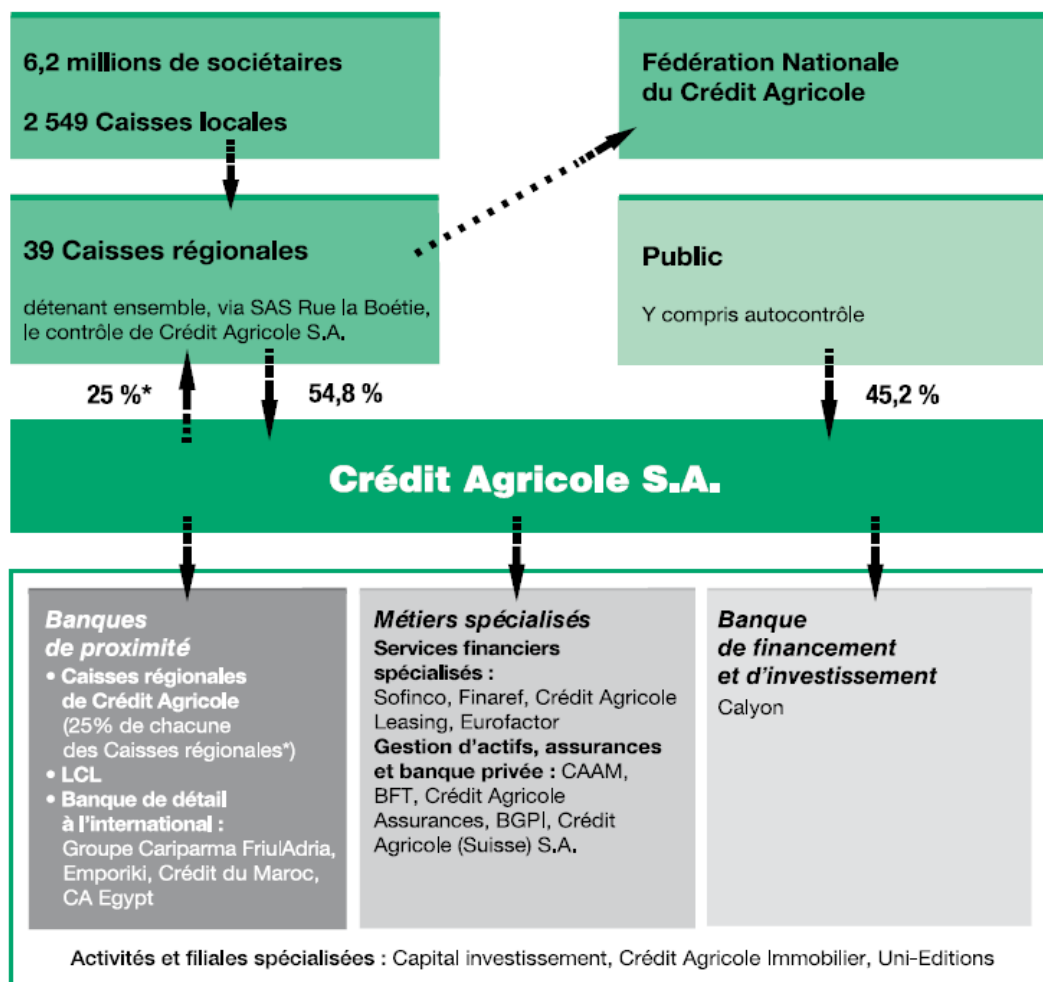 6,2 millions de sociétaires
2 549 Caisses locales
Fédération Nationale
du Crédit Agricole
39 Caisses régionales
détenant ensemble, via SAS Rue la Boétie,
le contrôle de Crédit Agricole S.A.
Public
Y compris autocontrôle
25 %*
54,8 %
45,2 %
Crédit Agricole S.A.
Banques
de proximité
• Caisses régionales
de Crédit Agricole
(25% de chacune
des Caisses régionales*)
• LCL
• Banque de détail
à l'international :
Groupe Cariparma FriulAdria,
Emporiki, Crédit du Maroc,
CA Egypt
Métiers spécialisés
Services financiers
spécialisés :
Sofinco, Finaref, Crédit Agricole
Leasing, Eurofactor
Gestion d'actifs, assurances
et banque privée : CAAM,
BFT, Crédit Agricole
Assurances, BGPI, Crédit
Agricole (Suisse) S.A.
Banque
de financement
et d'investissement
Calyon
Activités et filiales spécialisées : Capital investissement, Crédit Agricole Immobilier, Uni-Editions